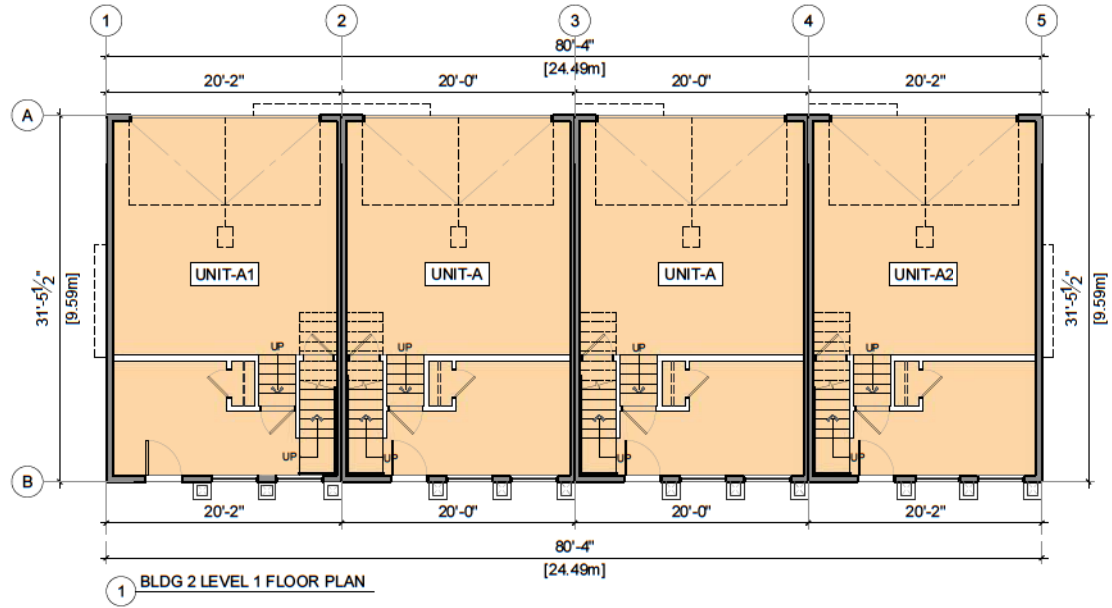 1 2 3 4 5
80'-4"
[24.49m]
20'-2" 20'-0" 20'-0" 20'-2"
A
31'-5½" [9.59m]
UNIT-A1 UNIT-A UNIT-A UNIT-A2
31'-5½" [9.59m]
UP UP UP UP
UP UP UP UP
B
20'-2" 20'-0" 20'-0" 20'-2"
80'-4"
[24.49m]
1 BLDG 2 LEVEL 1 FLOOR PLAN